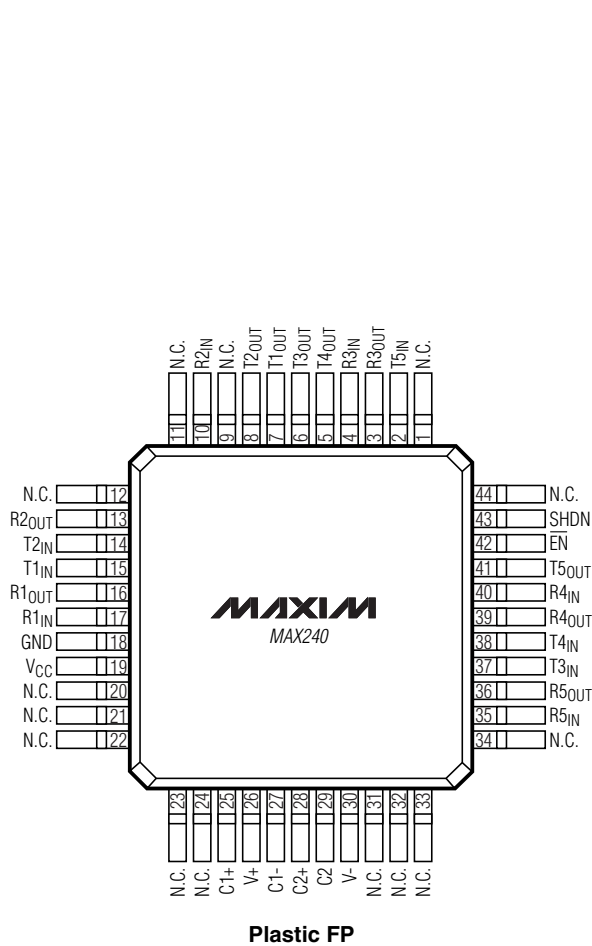 N.C. R2IN N.C. T2OUT T1OUT T3OUT T4OUT R3IN R3OUT T5IN N.C.
11 10 9 8 7 6 5 4 3 2 1
N.C. 12
R2OUT 13
T2IN 14
T1IN 15
R1OUT 16
R1IN 17
GND 18
VCC 19
N.C. 20
N.C. 21
N.C. 22
MAXIM
MAX240
44 N.C.
43 SHDN
42 E̅N̅
41 T5OUT
40 R4IN
39 R4OUT
38 T4IN
37 T3IN
36 R5OUT
35 R5IN
34 N.C.
23 24 25 26 27 28 29 30 31 32 33
N.C. N.C. C1+ V+ C1- C2+ C2 V- N.C. N.C. N.C.
Plastic FP